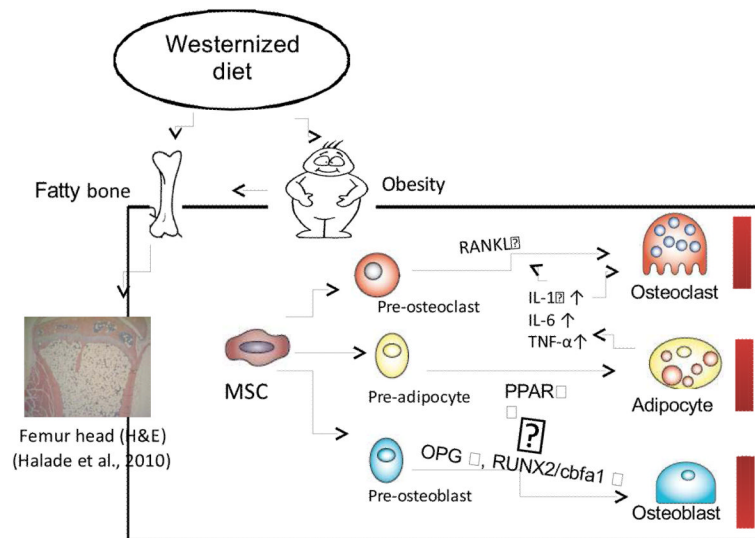 Westernized
diet
Fatty bone
Obesity
RANKL
Pre-osteoclast
IL-1 ↑
IL-6 ↑
TNF-α↑
Osteoclast
MSC
Pre-adipocyte
PPAR
Adipocyte
Femur head (H&E)
(Halade et al., 2010)
OPG , RUNX2/cbfa1
?
Pre-osteoblast
Osteoblast